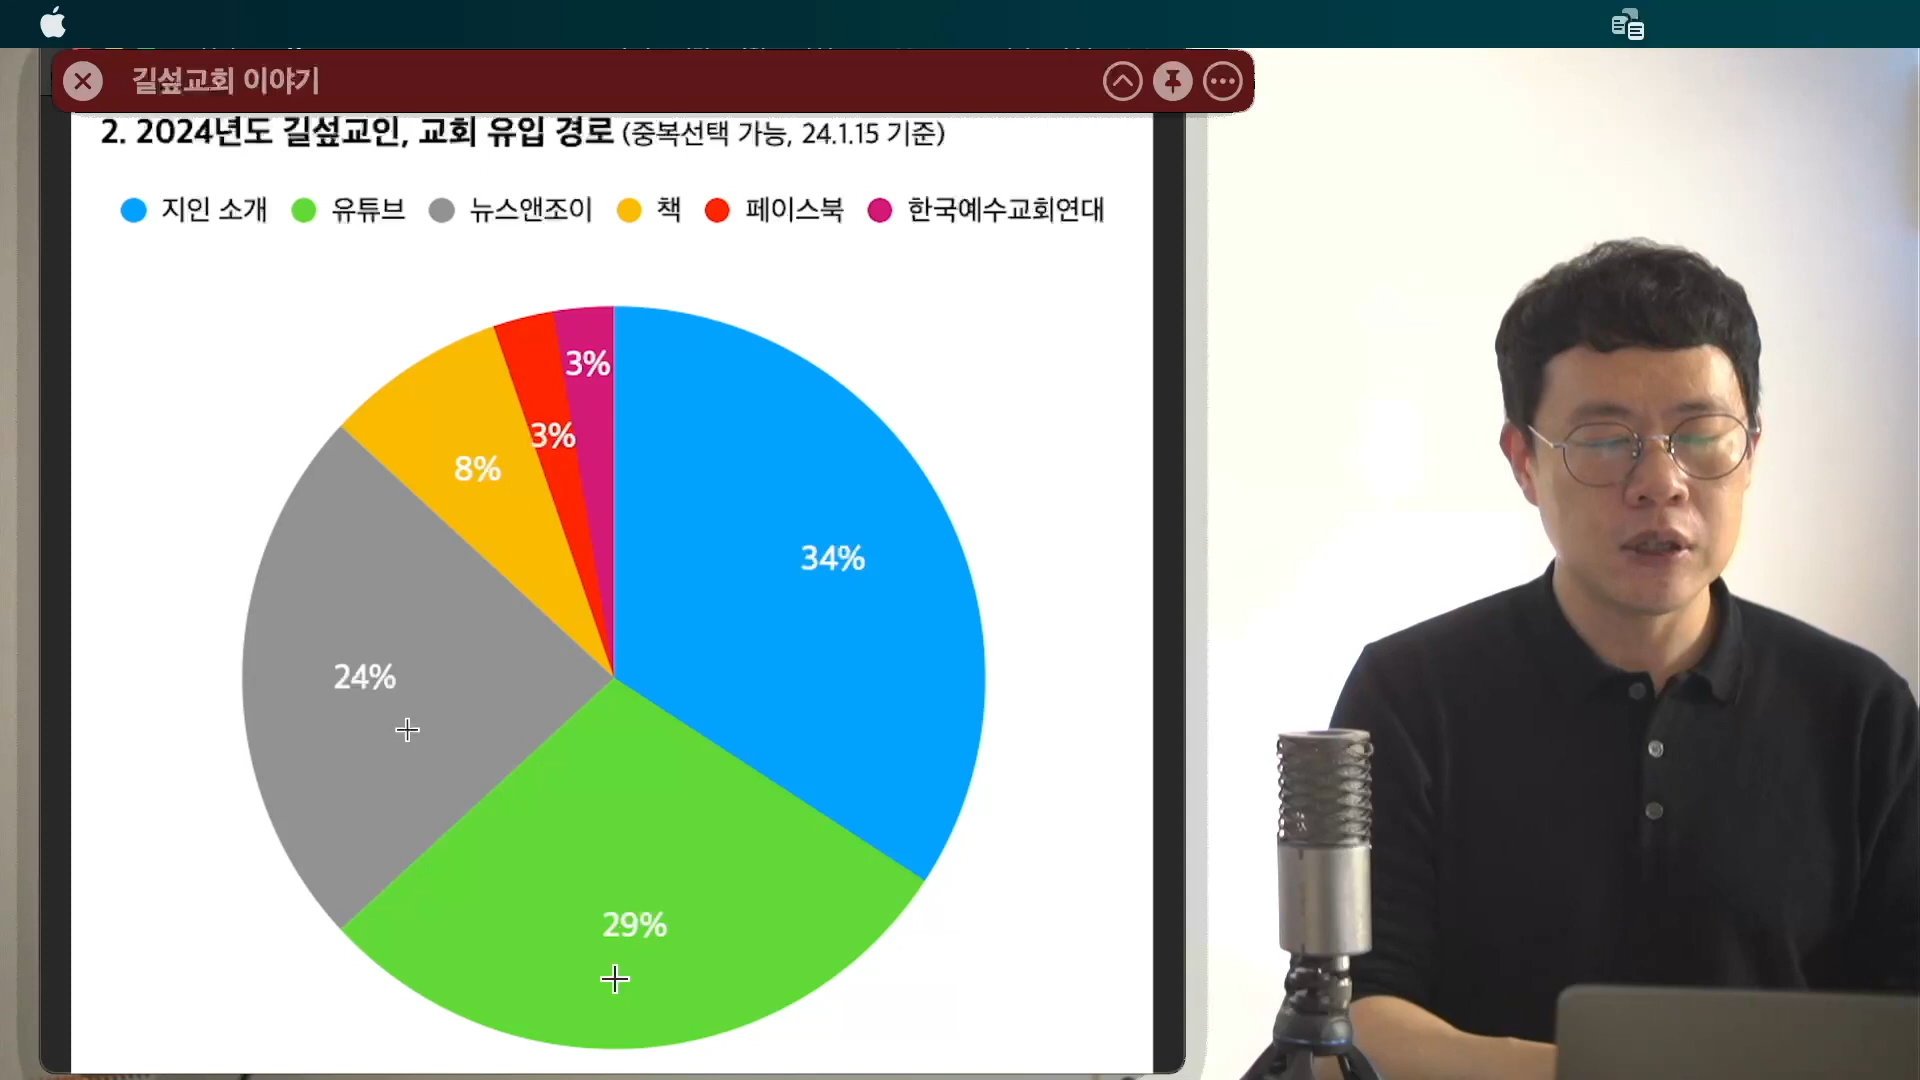 길섶교회 이야기
2. 2024년도 길섶교인, 교회 유입 경로 (중복선택 가능, 24.1.15 기준)
지인 소개 유튜브 뉴스앤조이 책 페이스북 한국예수교회연대
3%
3%
8%
34%
24%
29%